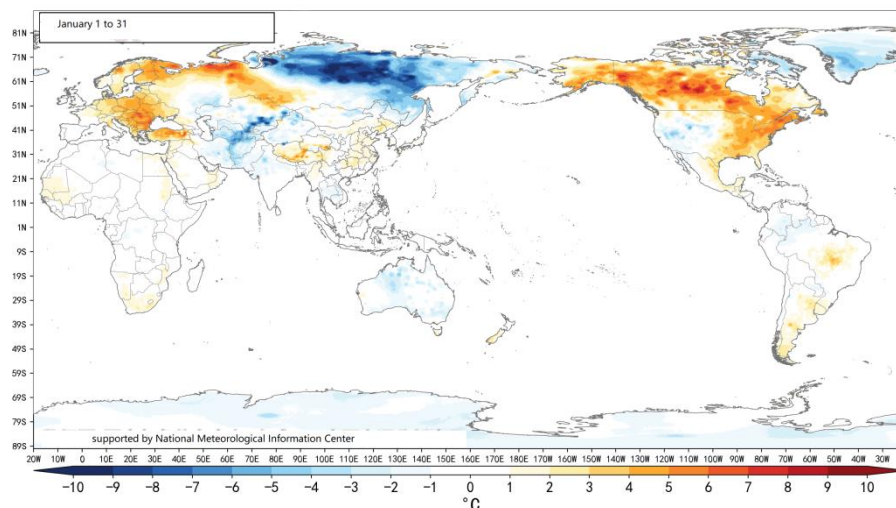 January 1 to 31
81N
71N
61N
51N
41N
31N
21N
11N
1N
9S
19S
29S
39S
49S
59S
69S
79S
89S
supported by National Meteorological Information Center
20W 10W 0 10E 20E 30E 40E 50E 60E 70E 80E 90E 100E 110E 120E 130E 140E 150E 160E 170E 180 170W 160W 150W 140W 130W 120W 110W 100W 90W 80W 70W 60W 50W 40W 30W
-10 -9 -8 -7 -6 -5 -4 -3 -2 -1 0 1 2 3 4 5 6 7 8 9 10
°C